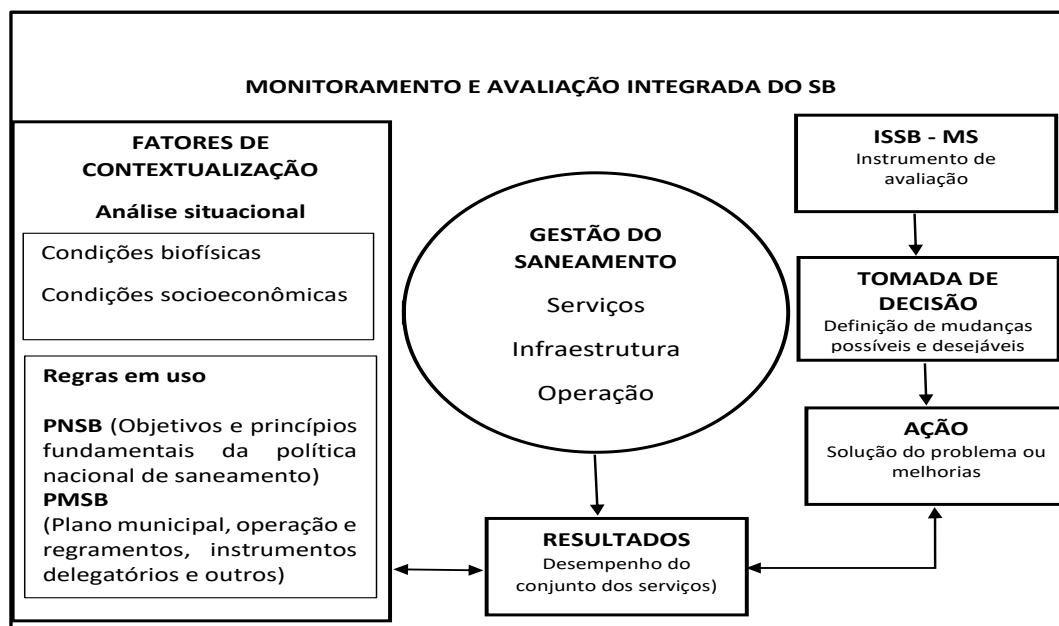 MONITORAMENTO E AVALIAÇÃO INTEGRADA DO SB
FATORES DE
CONTEXTUALIZAÇÃO
Análise situacional
Condições biofísicas
Condições socioeconômicas
Regras em uso
PNSB (Objetivos e princípios
fundamentais da política
nacional de saneamento)
PMSB
(Plano municipal, operação e
regramentos, instrumentos
delegatórios e outros)
GESTÃO DO
SANEAMENTO
Serviços
Infraestrutura
Operação
RESULTADOS
Desempenho do
conjunto dos serviços)
ISSB - MS
Instrumento de
avaliação
TOMADA DE
DECISÃO
Definição de mudanças
possíveis e desejáveis
AÇÃO
Solução do problema ou
melhorias